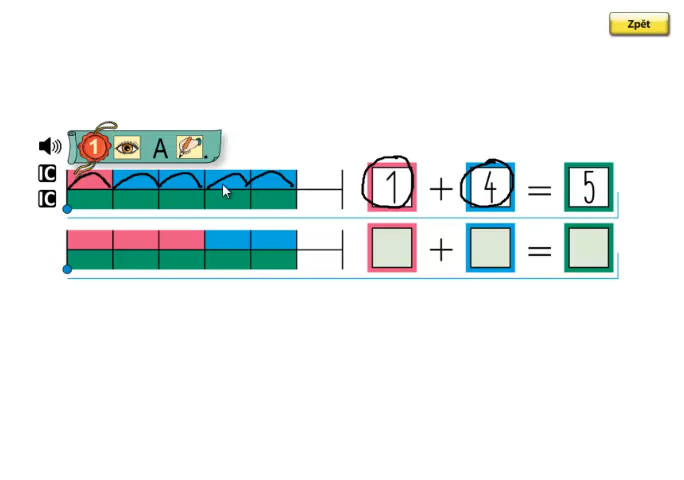 Zpět
1 A .
IC
IC
1 + 4 = 5
+ =